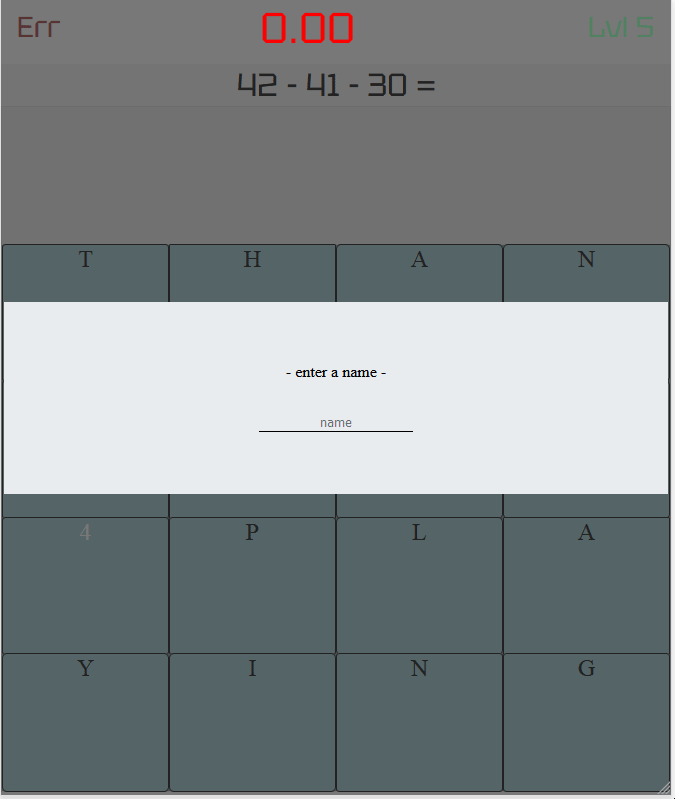 Err 0.00 Lvl 5
42 - 41 - 30 =
T H A N
- enter a name -
name
4 P L A
Y I N G